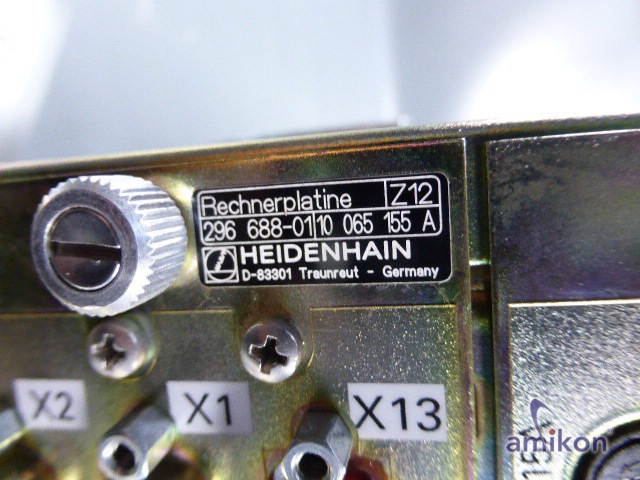 Rechnerplatine Z12
296 688-01 10 065 155 A
HEIDENHAIN
D-83301 Traunreut - Germany
X2 X1 X13
amikon